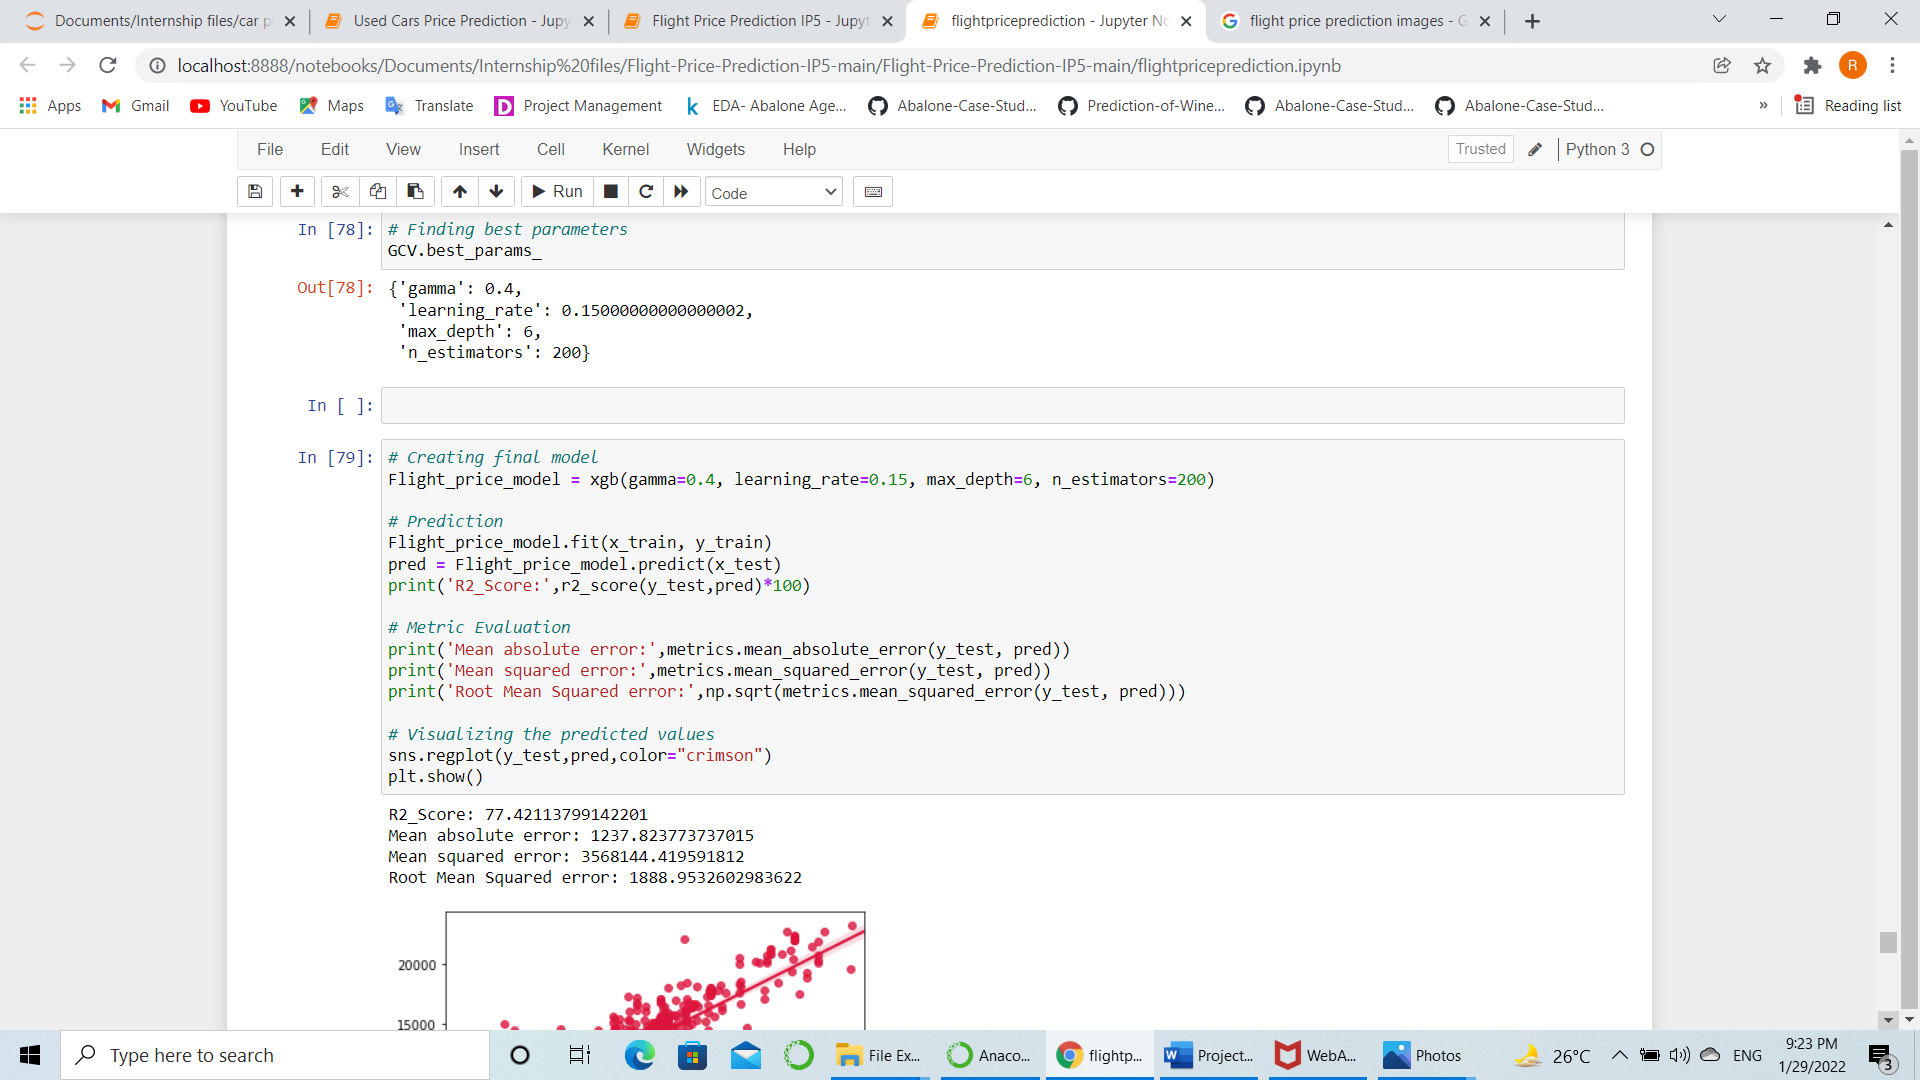 Documents/Internship files/car p
Used Cars Price Prediction - Jupy
Flight Price Prediction IP5 - Jupyt
flightpriceprediction - Jupyter No
flight price prediction images - G
localhost:8888/notebooks/Documents/Internship%20files/Flight-Price-Prediction-IP5-main/Flight-Price-Prediction-IP5-main/flightpriceprediction.ipynb
R
Apps Gmail YouTube Maps Translate Project Management EDA- Abalone Age... Abalone-Case-Stud... Prediction-of-Wine... Abalone-Case-Stud... Abalone-Case-Stud... » Reading list
File Edit View Insert Cell Kernel Widgets Help Trusted Python 3
Run Code
In [78]: # Finding best parameters
GCV.best_params_
Out[78]: {'gamma': 0.4,
'learning_rate': 0.15000000000000002,
'max_depth': 6,
'n_estimators': 200}
In [ ]:
In [79]: # Creating final model
Flight_price_model = xgb(gamma=0.4, learning_rate=0.15, max_depth=6, n_estimators=200)
# Prediction
Flight_price_model.fit(x_train, y_train)
pred = Flight_price_model.predict(x_test)
print('R2_Score:',r2_score(y_test,pred)*100)
# Metric Evaluation
print('Mean absolute error:',metrics.mean_absolute_error(y_test, pred))
print('Mean squared error:',metrics.mean_squared_error(y_test, pred))
print('Root Mean Squared error:',np.sqrt(metrics.mean_squared_error(y_test, pred)))
# Visualizing the predicted values
sns.regplot(y_test,pred,color="crimson")
plt.show()
R2_Score: 77.42113799142201
Mean absolute error: 1237.823773737015
Mean squared error: 3568144.419591812
Root Mean Squared error: 1888.9532602983622
20000
15000
Type here to search
File Ex... Anaco... flightp... Project... WebA... Photos
26°C ENG
9:23 PM
1/29/2022
3